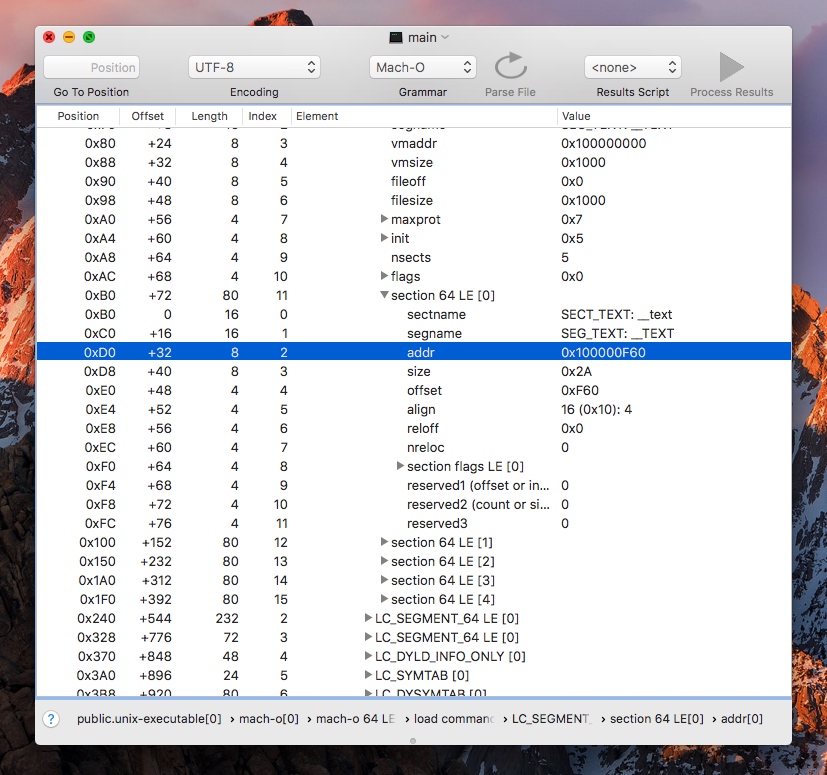 main
Position UTF-8 Mach-O <none>
Go To Position Encoding Grammar Parse File Results Script Process Results
Position Offset Length Index Element Value
0x80 +24 8 3 vmaddr 0x100000000
0x88 +32 8 4 vmsize 0x1000
0x90 +40 8 5 fileoff 0x0
0x98 +48 8 6 filesize 0x1000
0xA0 +56 4 7 maxprot 0x7
0xA4 +60 4 8 init 0x5
0xA8 +64 4 9 nsects 5
0xAC +68 4 10 flags 0x0
0xB0 +72 80 11 section 64 LE [0]
0xB0 0 16 0 sectname SECT_TEXT: __text
0xC0 +16 16 1 segname SEG_TEXT: __TEXT
0xD0 +32 8 2 addr 0x100000F60
0xD8 +40 8 3 size 0x2A
0xE0 +48 4 4 offset 0xF60
0xE4 +52 4 5 align 16 (0x10): 4
0xE8 +56 4 6 reloff 0x0
0xEC +60 4 7 nreloc 0
0xF0 +64 4 8 section flags LE [0]
0xF4 +68 4 9 reserved1 (offset or in... 0
0xF8 +72 4 10 reserved2 (count or si... 0
0xFC +76 4 11 reserved3 0
0x100 +152 80 12 section 64 LE [1]
0x150 +232 80 13 section 64 LE [2]
0x1A0 +312 80 14 section 64 LE [3]
0x1F0 +392 80 15 section 64 LE [4]
0x240 +544 232 2 LC_SEGMENT_64 LE [0]
0x328 +776 72 3 LC_SEGMENT_64 LE [0]
0x370 +848 48 4 LC_DYLD_INFO_ONLY [0]
0x3A0 +896 24 5 LC_SYMTAB [0]
0x3B8 +920 80 6 LC_DYSYMTAB [0]
? public.unix-executable[0] › mach-o[0] › mach-o 64 LE › load comman › LC_SEGMENT_ › section 64 LE[0] › addr[0]